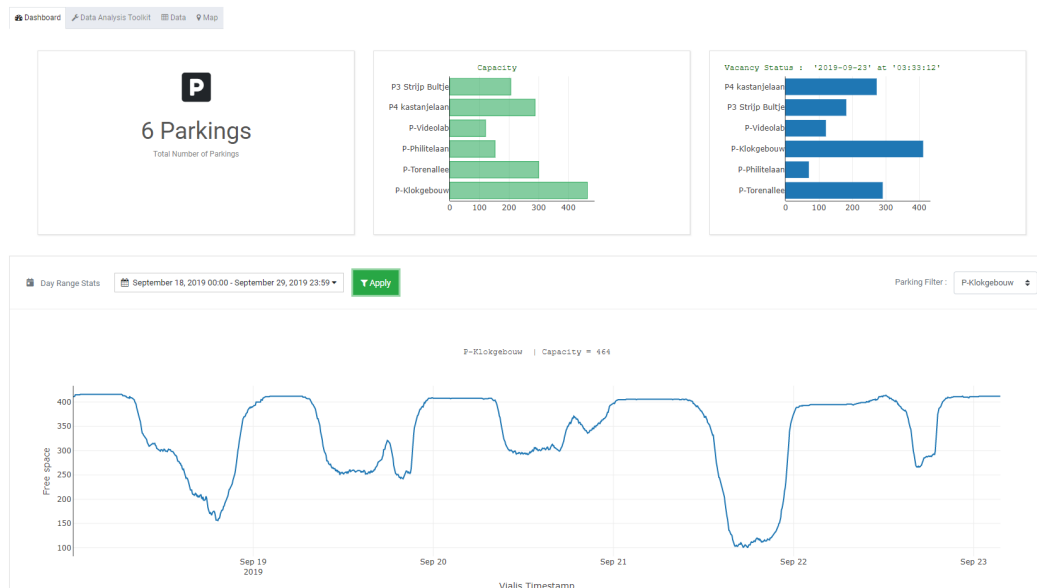 Dashboard Data Analysis Toolkit Data Map
P
6 Parkings
Total Number of Parkings
Capacity
P3 Strijp Bultje
P4 kastanjelaan
P-Videolab
P-Philitelaan
P-Torenallee
P-Klokgebouw
0 100 200 300 400
Vacancy Status : '2019-09-23' at '03:33:12'
P4 kastanjelaan
P3 Strijp Bultje
P-Videolab
P-Klokgebouw
P-Philitelaan
P-Torenallee
0 100 200 300 400
Day Range Stats September 18, 2019 00:00 - September 29, 2019 23:59 Apply Parking Filter : P-Klokgebouw
P-Klokgebouw | Capacity = 464
Free space
400
350
300
250
200
150
100
Sep 19 Sep 20 Sep 21 Sep 22 Sep 23
2019
Vialis Timestamp